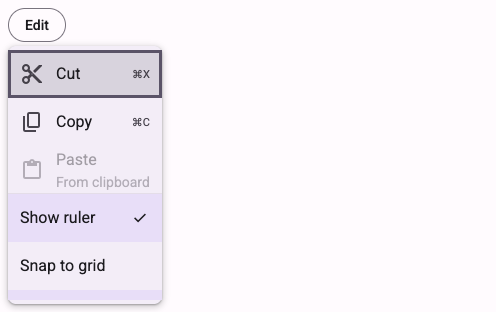 Edit
Cut ⌘X
Copy ⌘C
Paste
From clipboard
Show ruler
Snap to grid